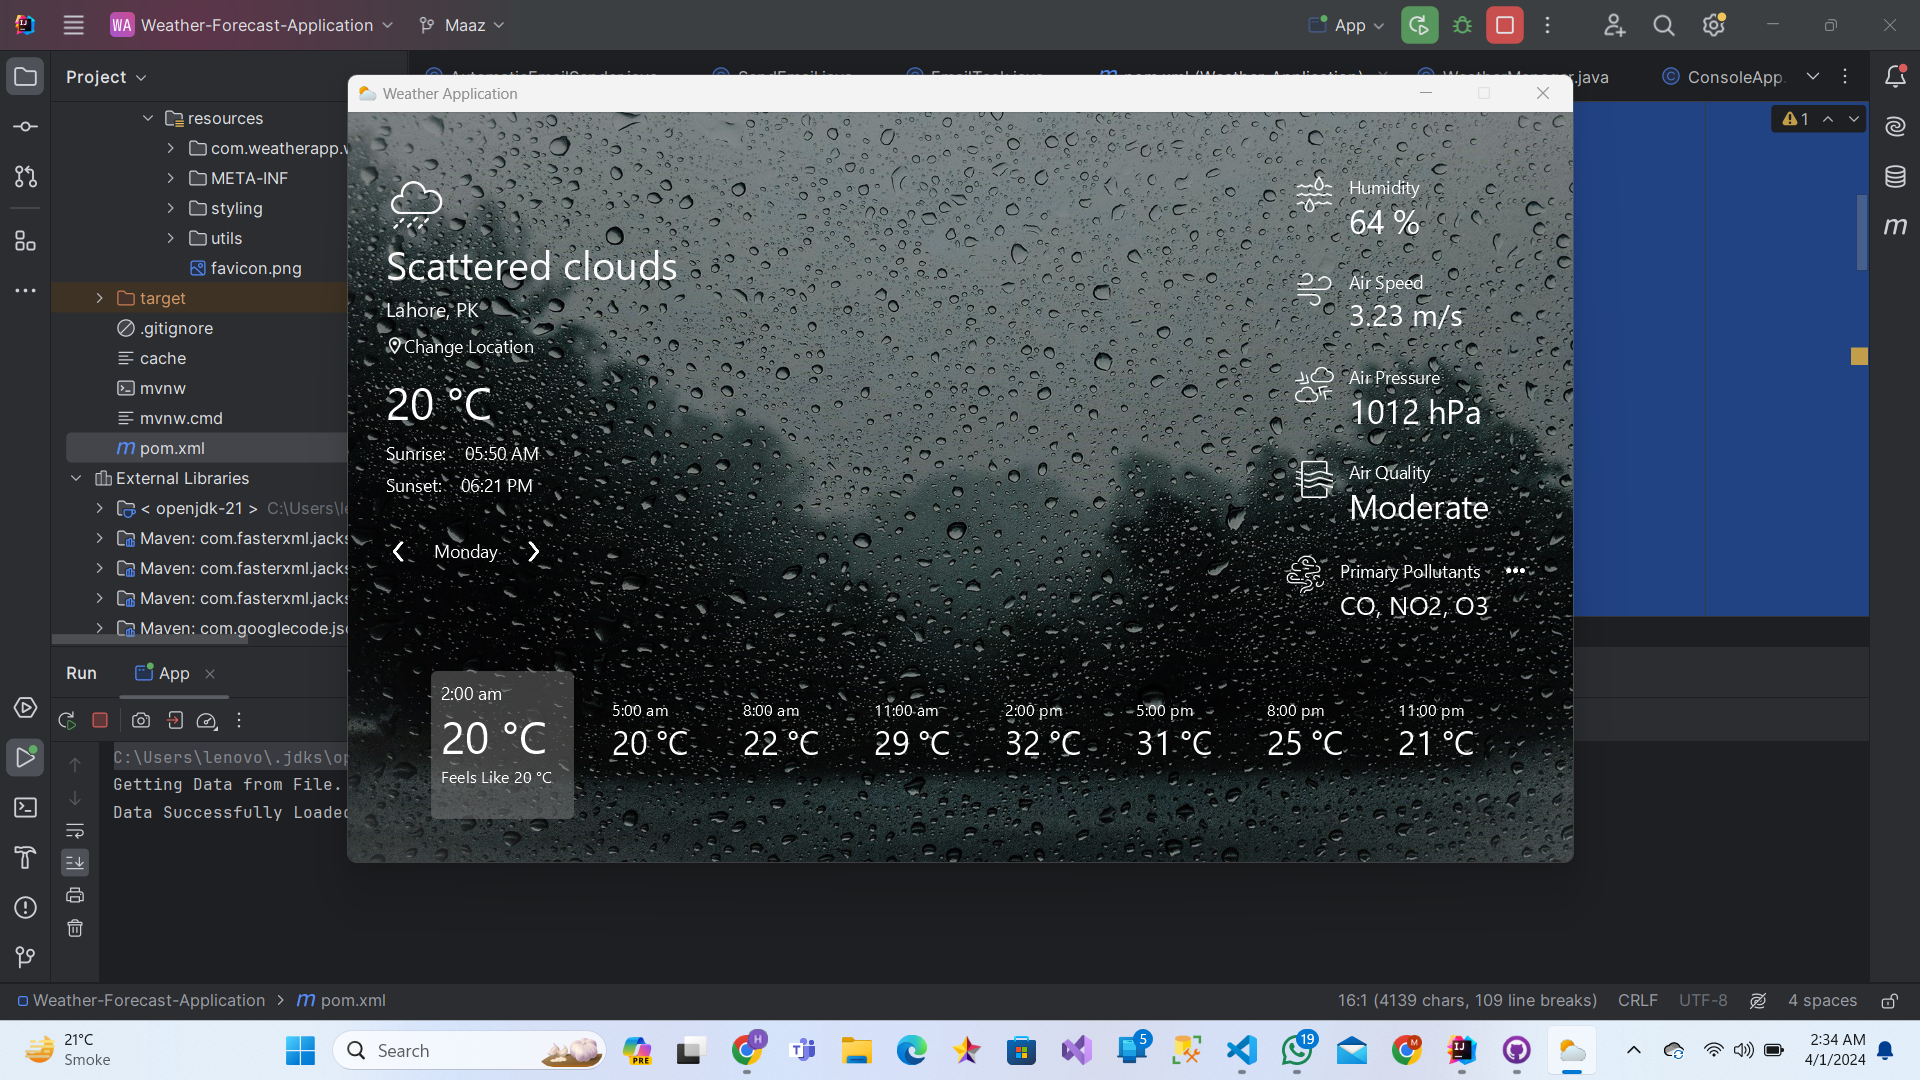 WA Weather-Forecast-Application
Maaz
App
Project
pom.xml (Weather-Application)
ConsoleApp
Weather Application
resources
com.weatherapp.
META-INF
styling
utils
favicon.png
target
.gitignore
cache
mvnw
mvnw.cmd
m pom.xml
External Libraries
< openjdk-21 > C:\Users\l
Maven: com.fasterxml.jacks
Maven: com.fasterxml.jacks
Maven: com.fasterxml.jacks
Maven: com.googlecode.js
1
Scattered clouds
Lahore, PK
Change Location
20 °C
Sunrise: 05:50 AM
Sunset: 06:21 PM
Monday
Humidity
64 %
Air Speed
3.23 m/s
Air Pressure
1012 hPa
Air Quality
Moderate
Primary Pollutants •••
CO, NO2, O3
2:00 am
20 °C
Feels Like 20 °C
5:00 am
20 °C
8:00 am
22 °C
11:00 am
29 °C
2:00 pm
32 °C
5:00 pm
31 °C
8:00 pm
25 °C
11:00 pm
21 °C
Run
App
C:\Users\lenovo\.jdks\op
Getting Data from File.
Data Successfully Loaded
Weather-Forecast-Application > m pom.xml
16:1 (4139 chars, 109 line breaks) CRLF UTF-8 4 spaces
21°C
Smoke
Search
PRE
H
5
19
M
IJ
2:34 AM
4/1/2024